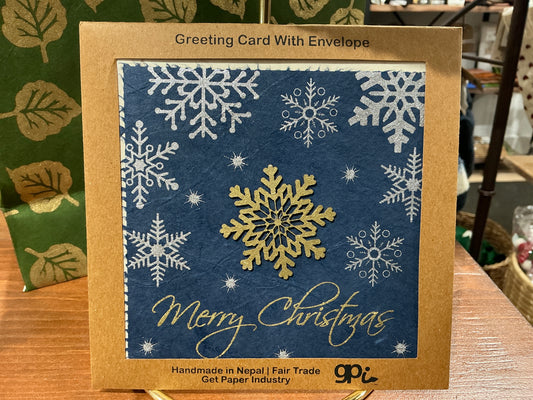 Greeting Card With Envelope
Merry Christmas
Handmade in Nepal | Fair Trade
Get Paper Industry
gpi